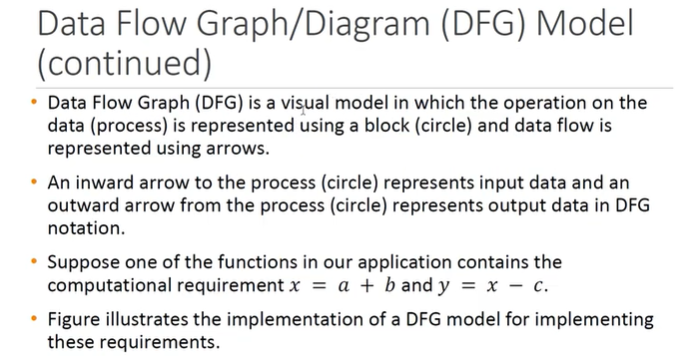 Data Flow Graph/Diagram (DFG) Model
(continued)
• Data Flow Graph (DFG) is a visual model in which the operation on the
data (process) is represented using a block (circle) and data flow is
represented using arrows.
• An inward arrow to the process (circle) represents input data and an
outward arrow from the process (circle) represents output data in DFG
notation.
• Suppose one of the functions in our application contains the
computational requirement x = a + b and y = x − c.
• Figure illustrates the implementation of a DFG model for implementing
these requirements.